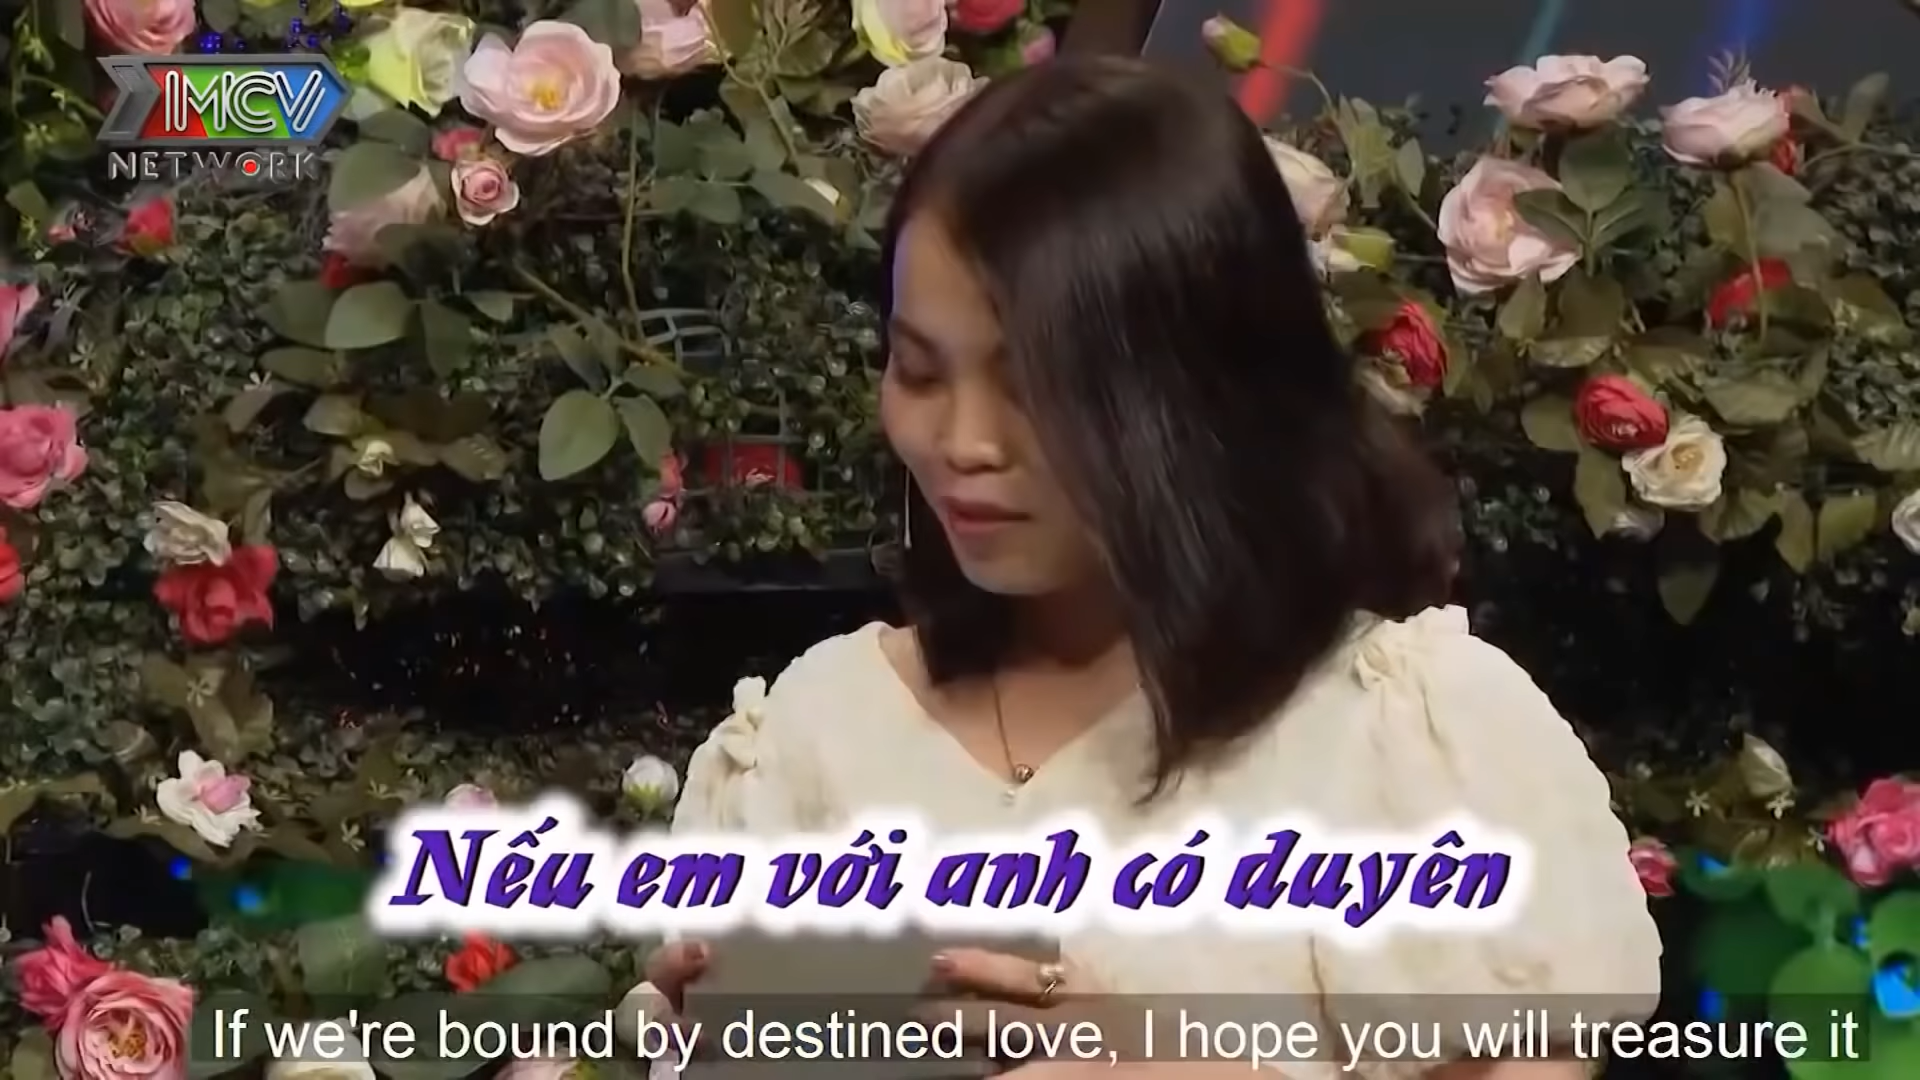 MCV
NETWORK
Nếu em với anh có duyên
If we're bound by destined love, I hope you will treasure it